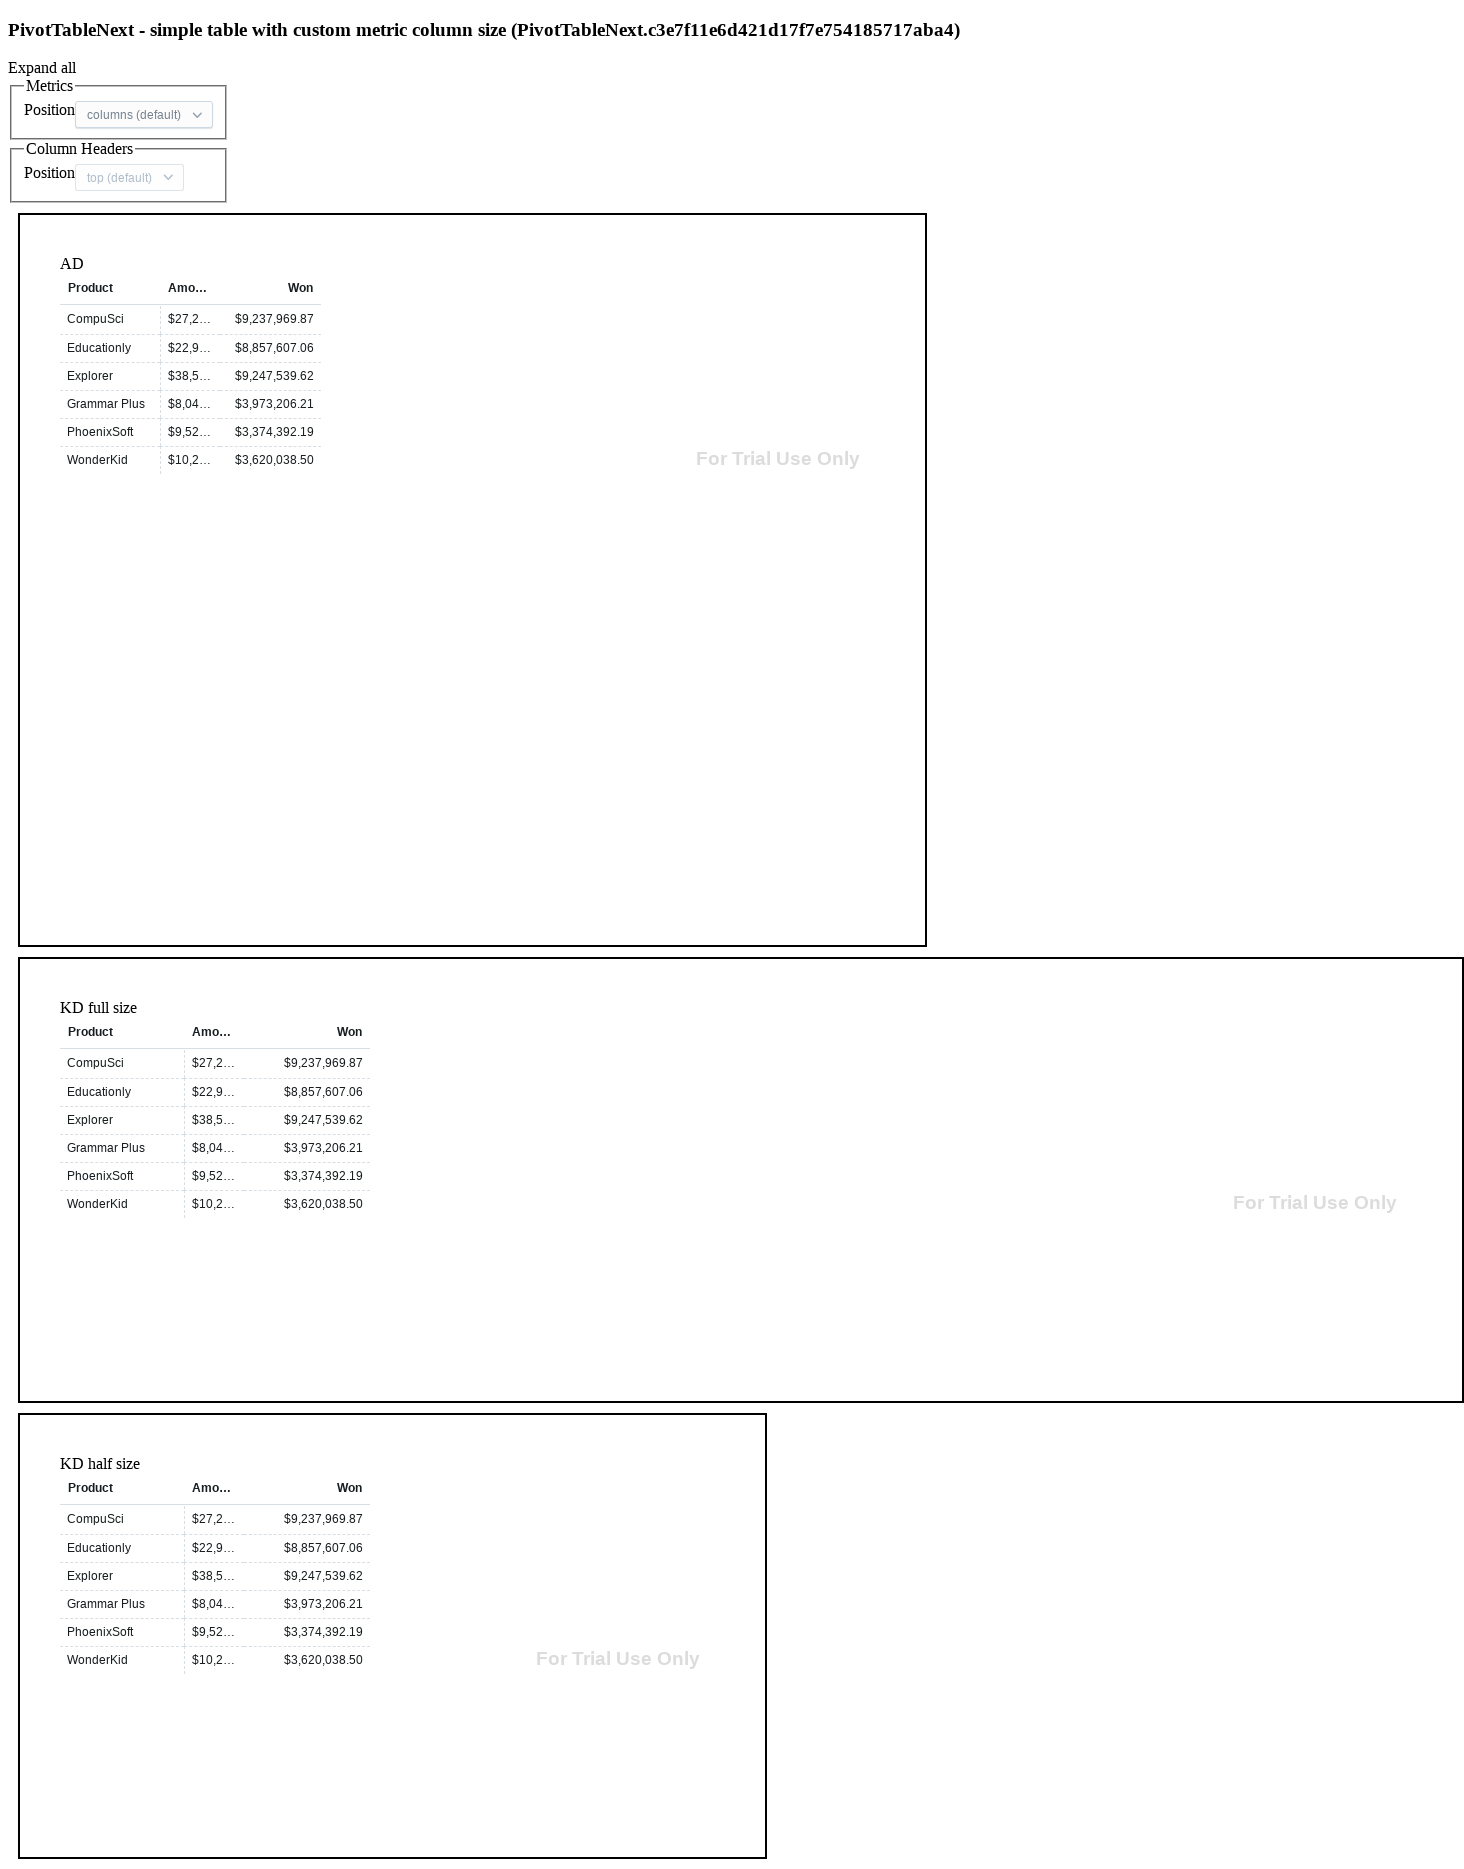 PivotTableNext - simple table with custom metric column size (PivotTableNext.c3e7f11e6d421d17f7e754185717aba4)
Expand all
Metrics
Position columns (default)
Column Headers
Position top (default)
AD
Product Amo… Won
CompuSci $27,2… $9,237,969.87
Educationly $22,9… $8,857,607.06
Explorer $38,5… $9,247,539.62
Grammar Plus $8,04… $3,973,206.21
PhoenixSoft $9,52… $3,374,392.19
WonderKid $10,2… $3,620,038.50
For Trial Use Only
KD full size
Product Amo… Won
CompuSci $27,2… $9,237,969.87
Educationly $22,9… $8,857,607.06
Explorer $38,5… $9,247,539.62
Grammar Plus $8,04… $3,973,206.21
PhoenixSoft $9,52… $3,374,392.19
WonderKid $10,2… $3,620,038.50
For Trial Use Only
KD half size
Product Amo… Won
CompuSci $27,2… $9,237,969.87
Educationly $22,9… $8,857,607.06
Explorer $38,5… $9,247,539.62
Grammar Plus $8,04… $3,973,206.21
PhoenixSoft $9,52… $3,374,392.19
WonderKid $10,2… $3,620,038.50
For Trial Use Only